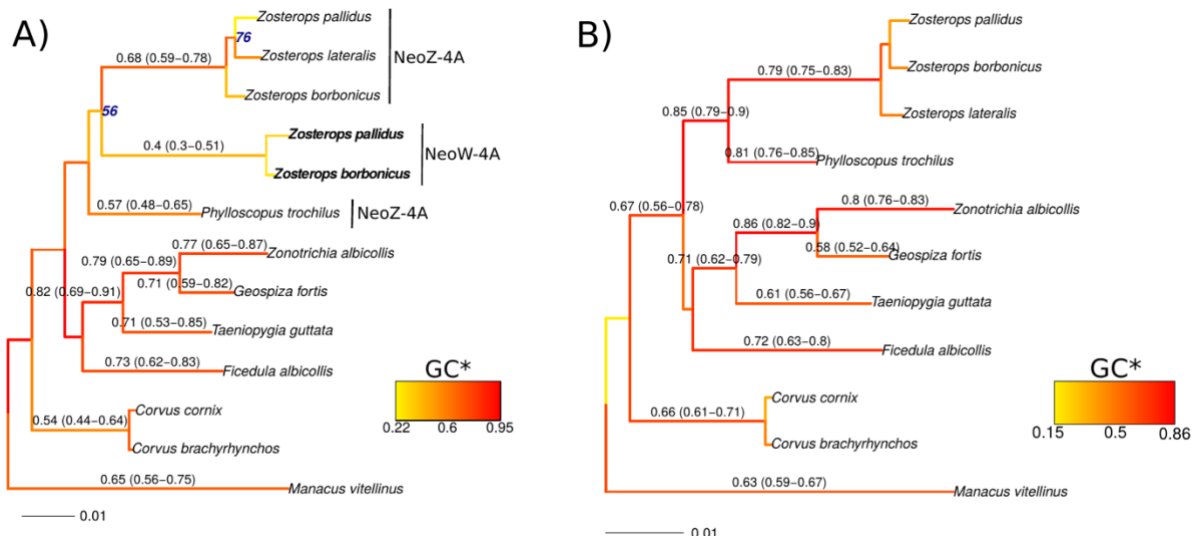 A)
Zosterops pallidus
76
0.68 (0.59−0.78)
Zosterops lateralis
NeoZ-4A
Zosterops borbonicus
56
Zosterops pallidus
0.4 (0.3−0.51)
NeoW-4A
Zosterops borbonicus
0.57 (0.48−0.65)
Phylloscopus trochilus
NeoZ-4A
0.77 (0.65−0.87)
Zonotrichia albicollis
0.79 (0.65−0.89)
0.71 (0.59−0.82)
Geospiza fortis
0.82 (0.69−0.91)
0.71 (0.53−0.85)
Taeniopygia guttata
0.73 (0.62−0.83)
Ficedula albicollis
GC*
0.22 0.6 0.95
Corvus cornix
0.54 (0.44−0.64)
Corvus brachyrhynchos
0.65 (0.56−0.75)
Manacus vitellinus
0.01
B)
Zosterops pallidus
Zosterops borbonicus
0.79 (0.75−0.83)
Zosterops lateralis
0.85 (0.79−0.9)
0.81 (0.76−0.85)
Phylloscopus trochilus
0.67 (0.56−0.78)
0.8 (0.76−0.83)
Zonotrichia albicollis
0.86 (0.82−0.9)
0.58 (0.52−0.64)
Geospiza fortis
0.71 (0.62−0.79)
0.61 (0.56−0.67)
Taeniopygia guttata
0.72 (0.63−0.8)
Ficedula albicollis
GC*
0.15 0.5 0.86
Corvus cornix
0.66 (0.61−0.71)
Corvus brachyrhynchos
0.63 (0.59−0.67)
Manacus vitellinus
0.01